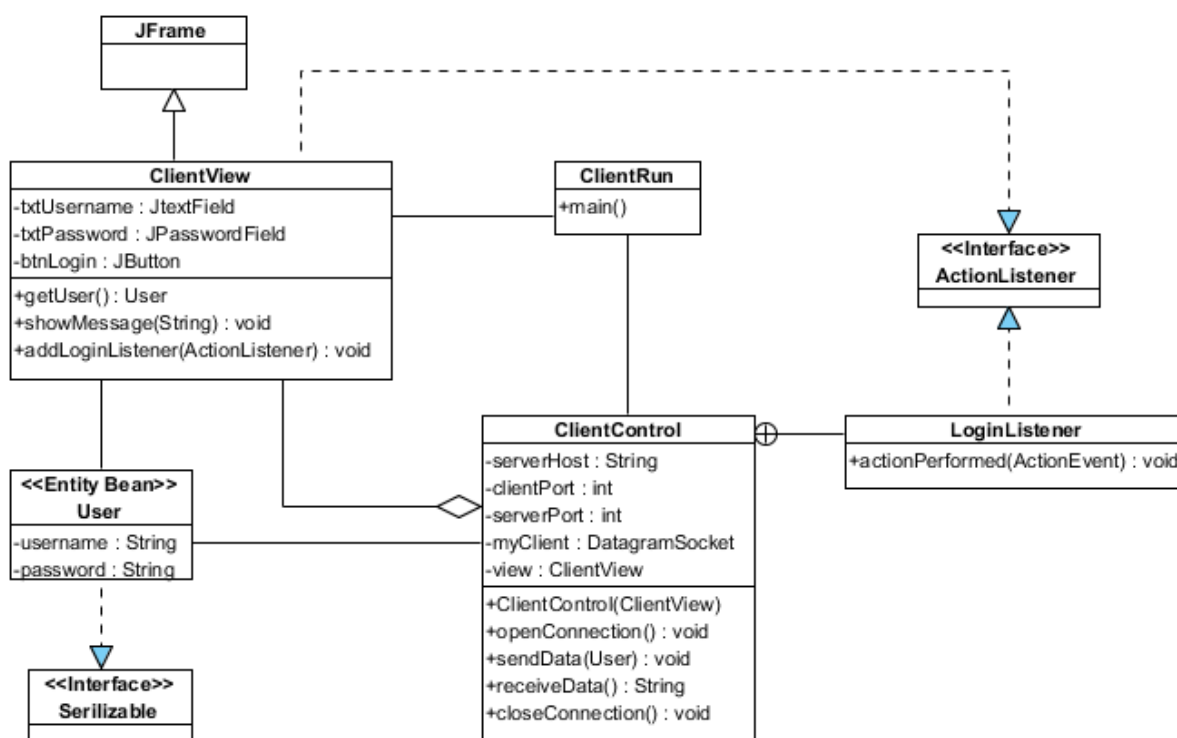 JFrame
ClientView
-txtUsername : JtextField
-txtPassword : JPasswordField
-btnLogin : JButton
+getUser() : User
+showMessage(String) : void
+addLoginListener(ActionListener) : void
ClientRun
+main()
<<Interface>>
ActionListener
ClientControl
-serverHost : String
-clientPort : int
-serverPort : int
-myClient : DatagramSocket
-view : ClientView
+ClientControl(ClientView)
+openConnection() : void
+sendData(User) : void
+receiveData() : String
+closeConnection() : void
LoginListener
+actionPerformed(ActionEvent) : void
<<Entity Bean>>
User
-username : String
-password : String
<<Interface>>
Serilizable